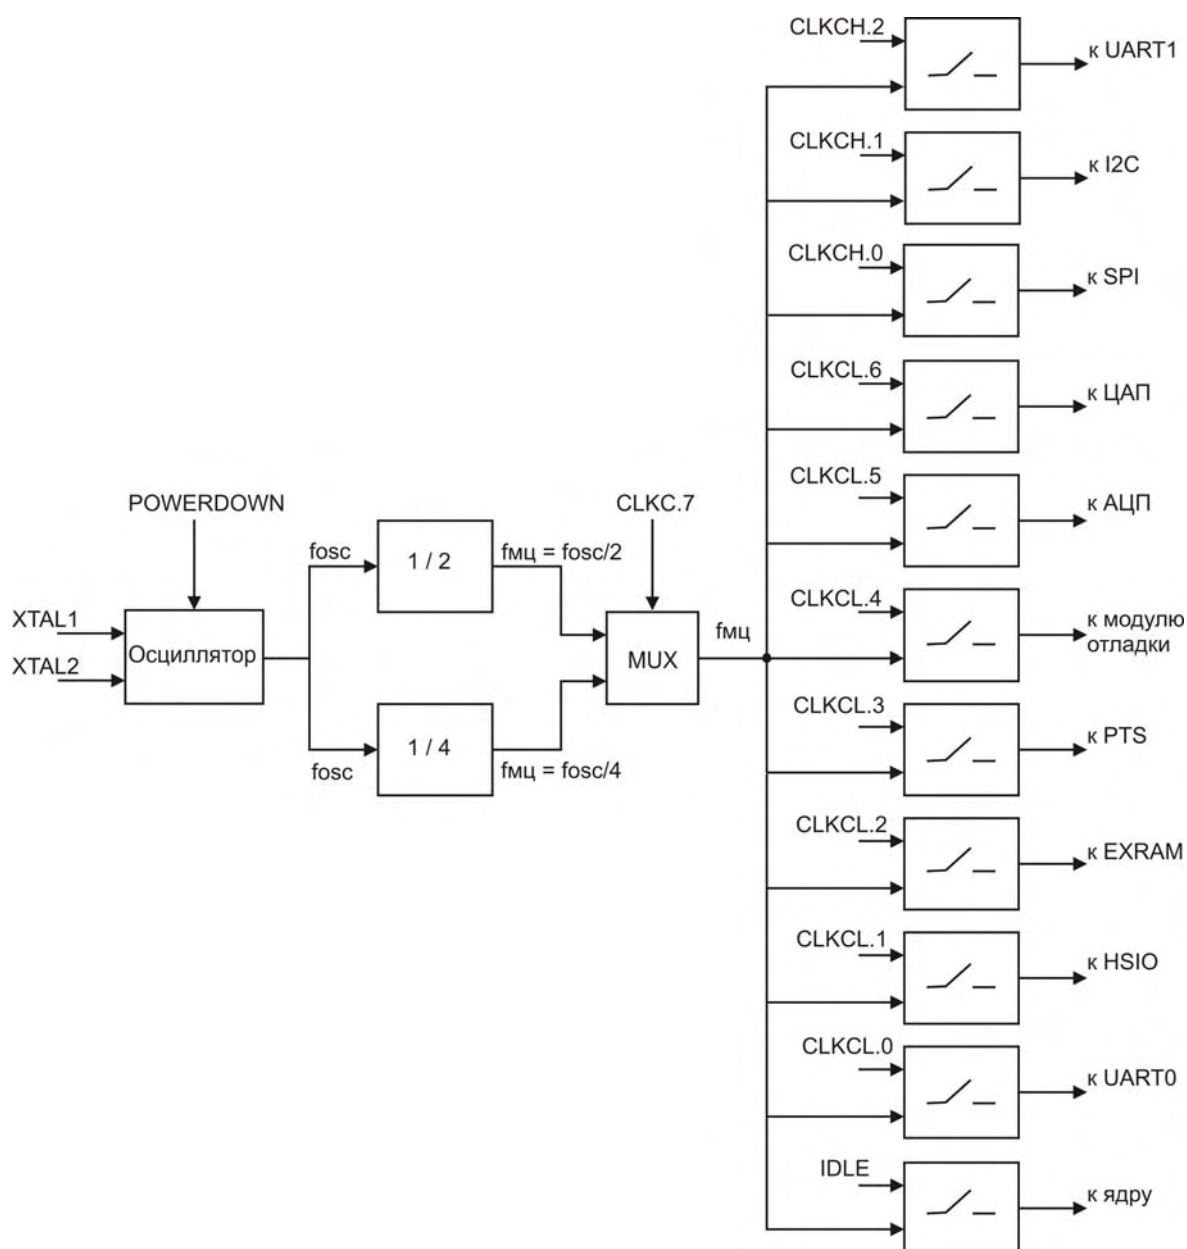 CLKCH.2
к UART1
CLKCH.1
к I2C
CLKCH.0
к SPI
CLKCL.6
к ЦАП
CLKCL.5
к АЦП
POWERDOWN
CLKC.7
fosc
1 / 2
fмц = fosc/2
CLKCL.4
к модулю
отладки
XTAL1
XTAL2
Осциллятор
MUX
fмц
CLKCL.3
к PTS
1 / 4
fosc
fмц = fosc/4
CLKCL.2
к EXRAM
CLKCL.1
к HSIO
CLKCL.0
к UART0
IDLE
к ядру